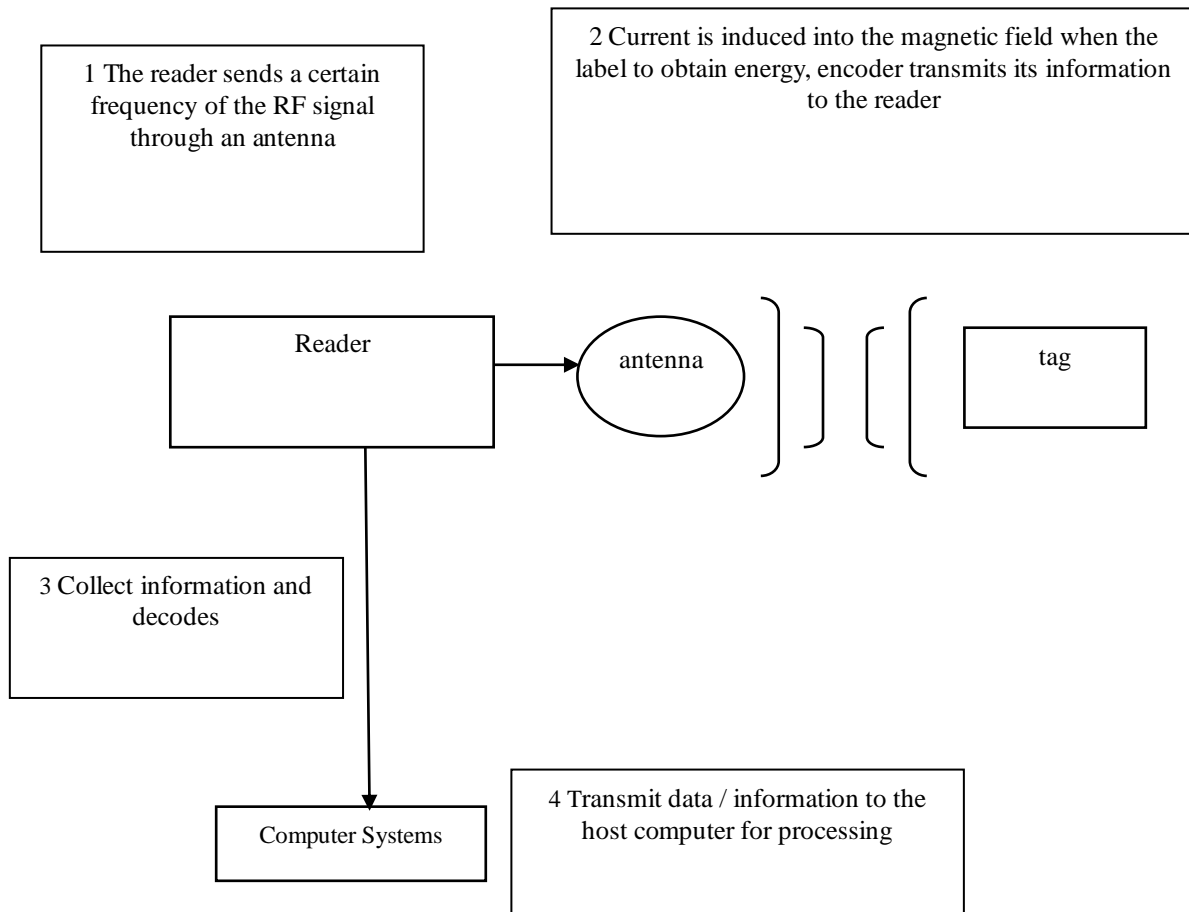 1 The reader sends a certain
frequency of the RF signal
through an antenna
2 Current is induced into the magnetic field when the
label to obtain energy, encoder transmits its information
to the reader
Reader
antenna
tag
3 Collect information and
decodes
Computer Systems
4 Transmit data / information to the
host computer for processing